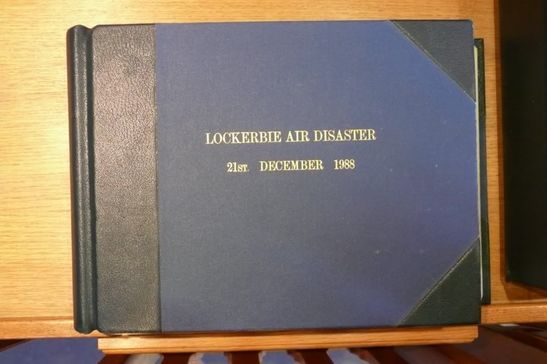 LOCKERBIE AIR DISASTER
21ST. DECEMBER 1988